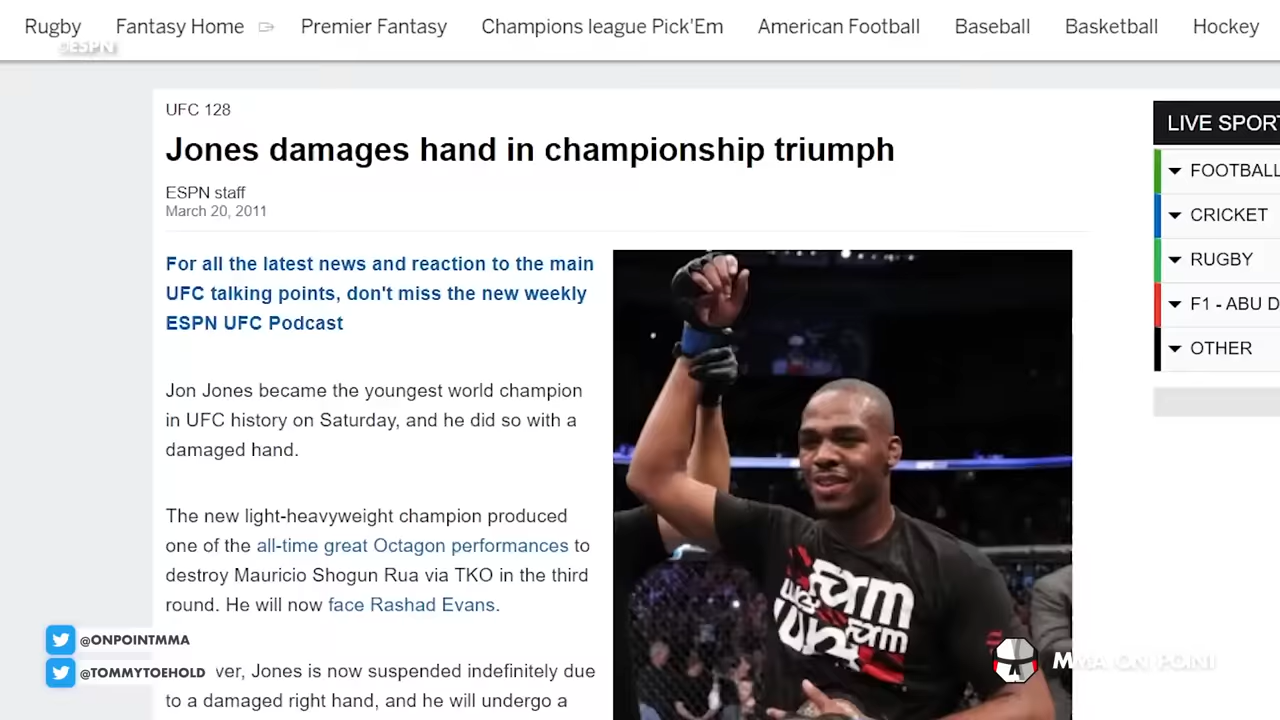 Rugby Fantasy Home Premier Fantasy Champions league Pick'Em American Football Baseball Basketball Hockey
©ESPN
UFC 128
Jones damages hand in championship triumph
ESPN staff
March 20, 2011
For all the latest news and reaction to the main
UFC talking points, don't miss the new weekly
ESPN UFC Podcast
Jon Jones became the youngest world champion
in UFC history on Saturday, and he did so with a
damaged hand.
The new light-heavyweight champion produced
one of the all-time great Octagon performances to
destroy Mauricio Shogun Rua via TKO in the third
round. He will now face Rashad Evans.
ver, Jones is now suspended indefinitely due
to a damaged right hand, and he will undergo a
@ONPOINTMMA
@TOMMYTOEHOLD
LIVE SPORT
FOOTBALL
CRICKET
RUGBY
F1 - ABU D
OTHER
MMA ON POINT